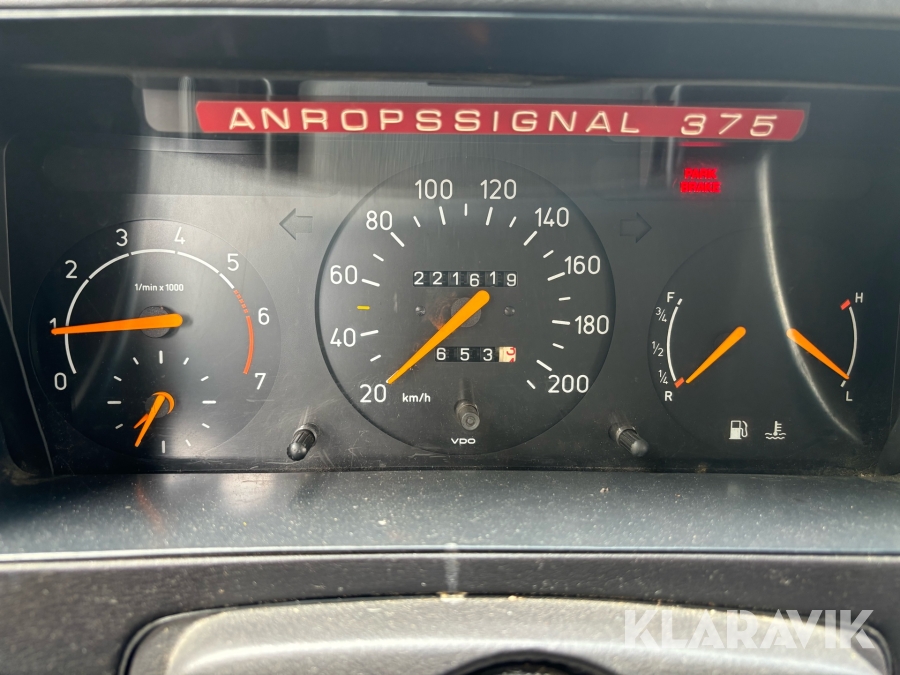 ANROPSSIGNAL 375
1/min x 1000
0 1 2 3 4 5 6 7
20 40 60 80 100 120 140 160 180 200
221619
653
km/h
VDO
F
3/4
1/2
1/4
R
H
L
KLARAVIK